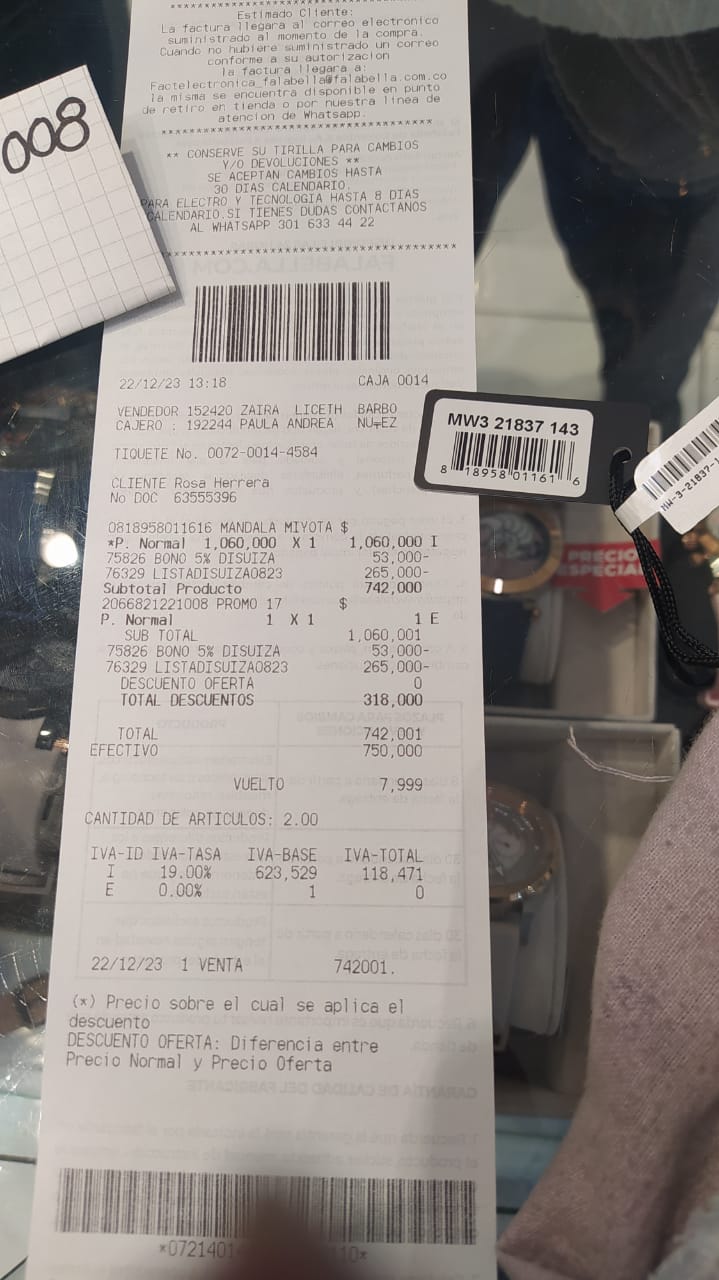 Estimado Cliente:
La factura llegara al correo electronico
suministrado al momento de la compra.
Cuando no hubiere suministrado un correo
conforme a su autorizacion
la factura llegara a:
Factelectronica_falabella@falabella.com.co
la misma se encuentra disponible en punto
de retiro en tienda o por nuestra linea de
atencion de Whatsapp.
** CONSERVE SU TIRILLA PARA CAMBIOS
Y/O DEVOLUCIONES **
SE ACEPTAN CAMBIOS HASTA
30 DIAS CALENDARIO.
PARA ELECTRO Y TECNOLOGIA HASTA 8 DIAS
CALENDARIO.SI TIENES DUDAS CONTACTANOS
AL WHATSAPP 301 633 44 22
008
22/12/23 13:18 CAJA 0014
VENDEDOR 152420 ZAIRA LICETH BARBO
CAJERO : 192244 PAULA ANDREA NU╤EZ
TIQUETE No. 0072-0014-4584
CLIENTE Rosa Herrera
No DOC 63555396
0818958011616 MANDALA MIYOTA $
*P. Normal 1,060,000 X 1 1,060,000 I
75826 BONO 5% DISUIZA 53,000-
76329 LISTADISUIZA0823 265,000-
Subtotal Producto 742,000
2066821221008 PROMO 17 $
P. Normal 1 X 1 1 E
SUB TOTAL 1,060,001
75826 BONO 5% DISUIZA 53,000-
76329 LISTADISUIZA0823 265,000-
DESCUENTO OFERTA 0
TOTAL DESCUENTOS 318,000
TOTAL 742,001
EFECTIVO 750,000
VUELTO 7,999
CANTIDAD DE ARTICULOS: 2.00
IVA-ID IVA-TASA IVA-BASE IVA-TOTAL
I 19.00% 623,529 118,471
E 0.00% 1 0
22/12/23 1 VENTA 742001.
(*) Precio sobre el cual se aplica el
descuento
DESCUENTO OFERTA: Diferencia entre
Precio Normal y Precio Oferta
MW3 21837 143
8 18958 01161 6
MW-3-21837-1
PRECIO
ESPECIAL